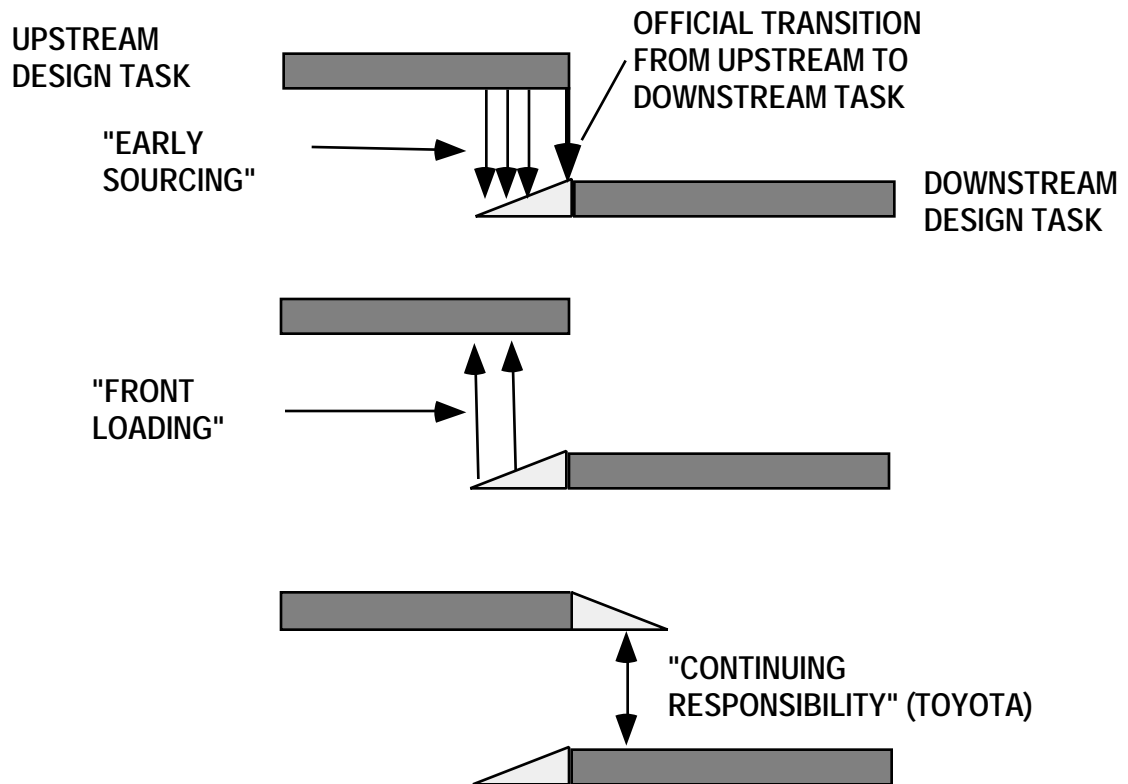 UPSTREAM
DESIGN TASK
OFFICIAL TRANSITION
FROM UPSTREAM TO
DOWNSTREAM TASK
"EARLY
SOURCING"
DOWNSTREAM
DESIGN TASK
"FRONT
LOADING"
"CONTINUING
RESPONSIBILITY" (TOYOTA)